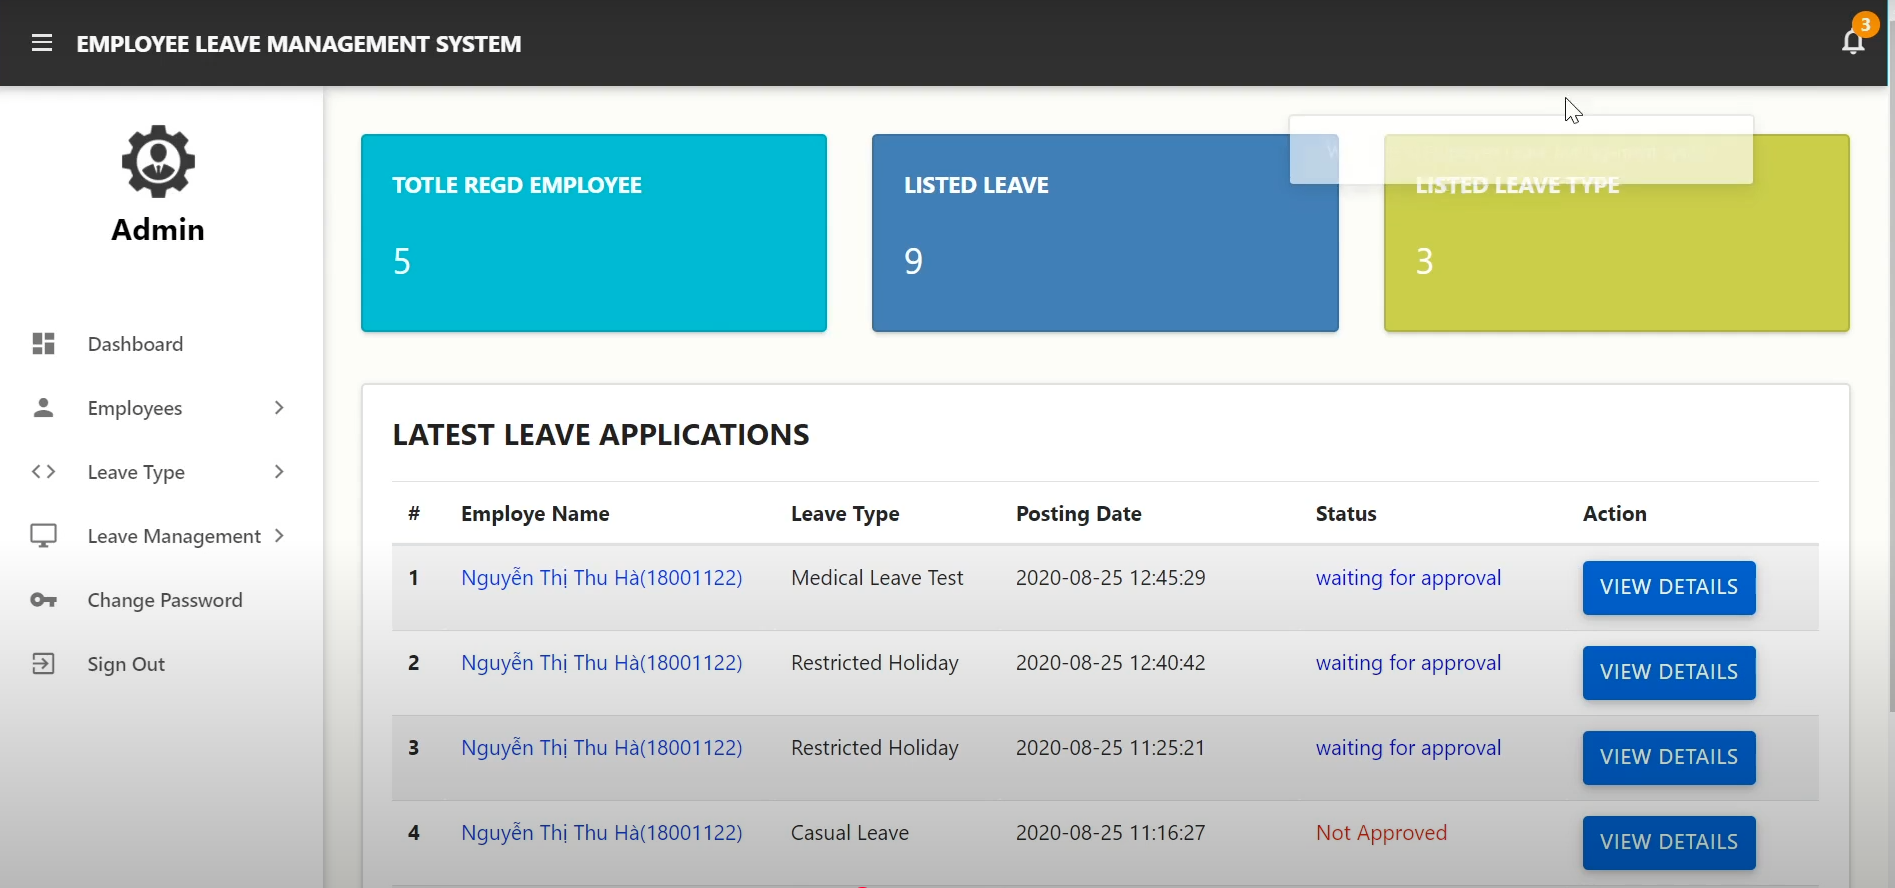 EMPLOYEE LEAVE MANAGEMENT SYSTEM
3
Admin
Dashboard
Employees
Leave Type
Leave Management
Change Password
Sign Out
TOTLE REGD EMPLOYEE
5
LISTED LEAVE
9
LISTED LEAVE TYPE
3
LATEST LEAVE APPLICATIONS
# Employe Name Leave Type Posting Date Status Action
1 Nguyễn Thị Thu Hà(18001122) Medical Leave Test 2020-08-25 12:45:29 waiting for approval VIEW DETAILS
2 Nguyễn Thị Thu Hà(18001122) Restricted Holiday 2020-08-25 12:40:42 waiting for approval VIEW DETAILS
3 Nguyễn Thị Thu Hà(18001122) Restricted Holiday 2020-08-25 11:25:21 waiting for approval VIEW DETAILS
4 Nguyễn Thị Thu Hà(18001122) Casual Leave 2020-08-25 11:16:27 Not Approved VIEW DETAILS